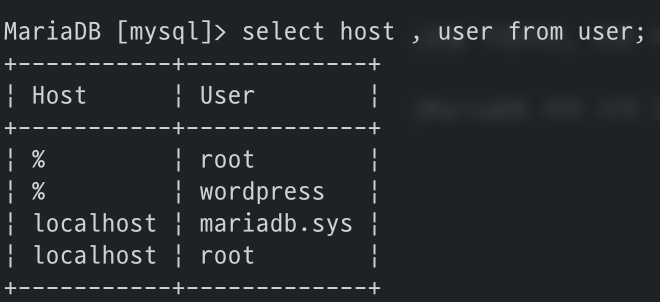 MariaDB [mysql]> select host , user from user;
+-----------+-------------+
¦ Host      ¦ User        ¦
+-----------+-------------+
¦ %         ¦ root        ¦
¦ %         ¦ wordpress   ¦
¦ localhost ¦ mariadb.sys ¦
¦ localhost ¦ root        ¦
+-----------+-------------+